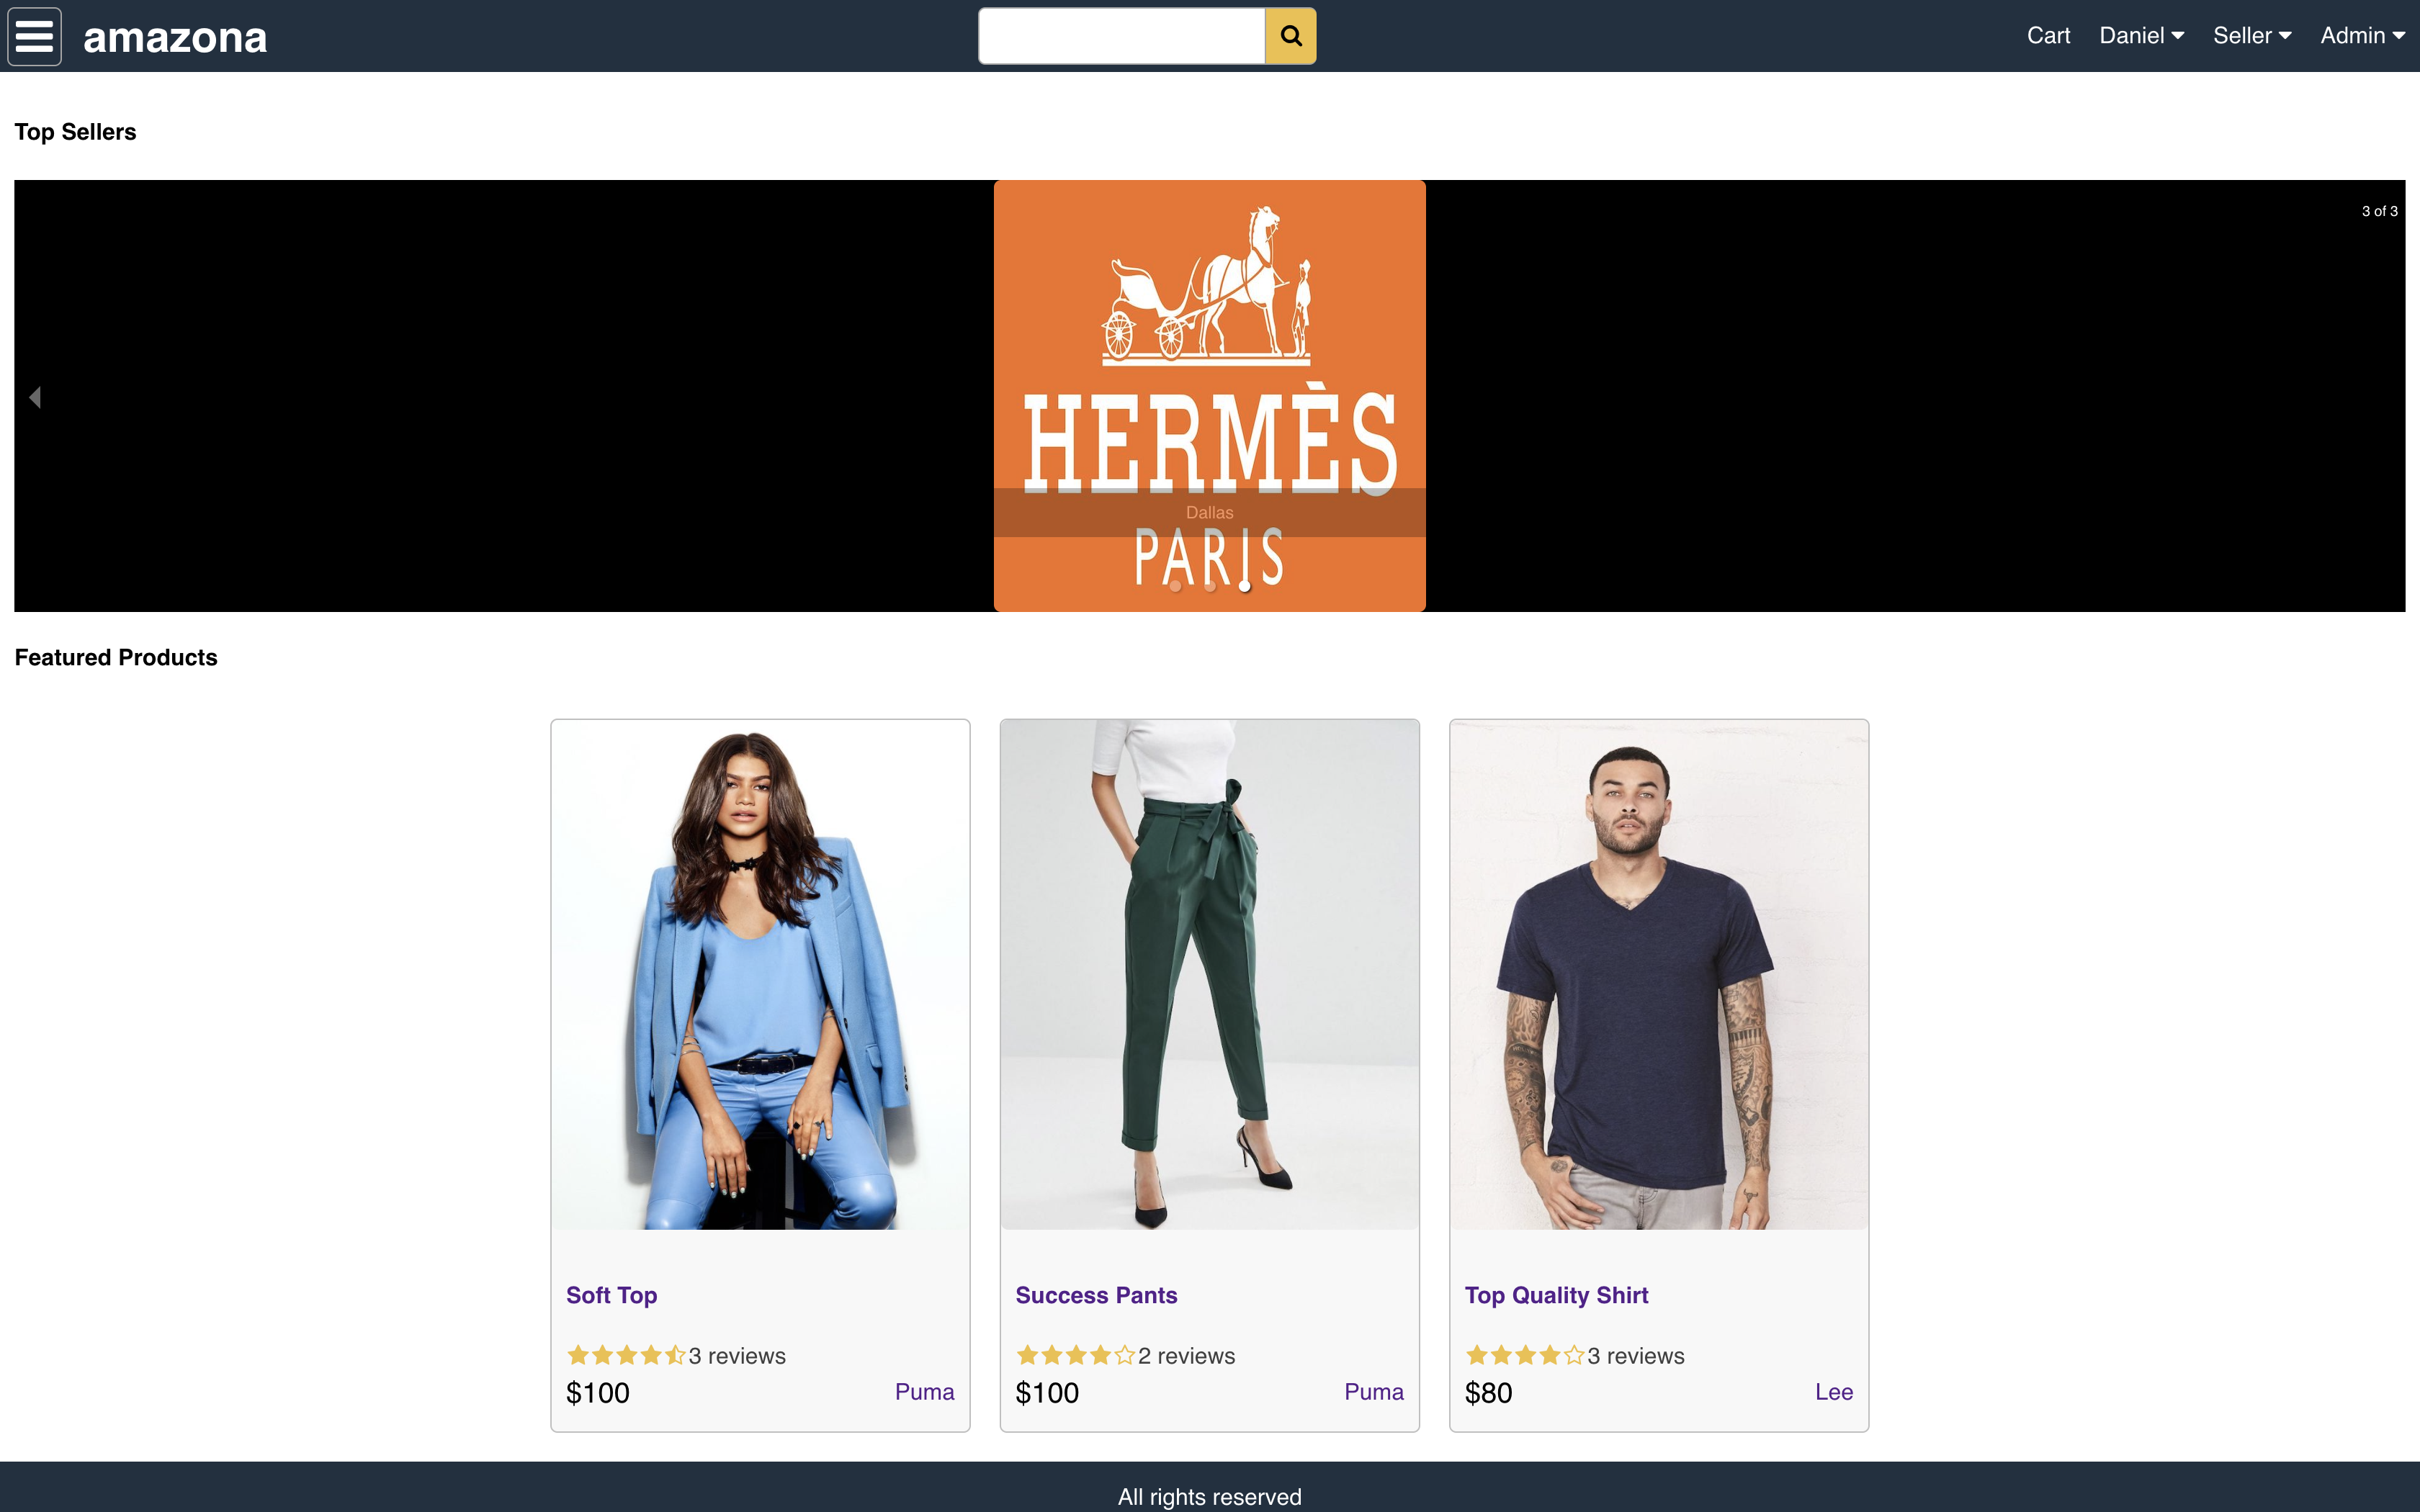 amazona
Cart Daniel Seller Admin
Top Sellers
3 of 3
HERMÈS
Dallas
PARIS
Featured Products
Soft Top
3 reviews
$100 Puma
Success Pants
2 reviews
$100 Puma
Top Quality Shirt
3 reviews
$80 Lee
All rights reserved